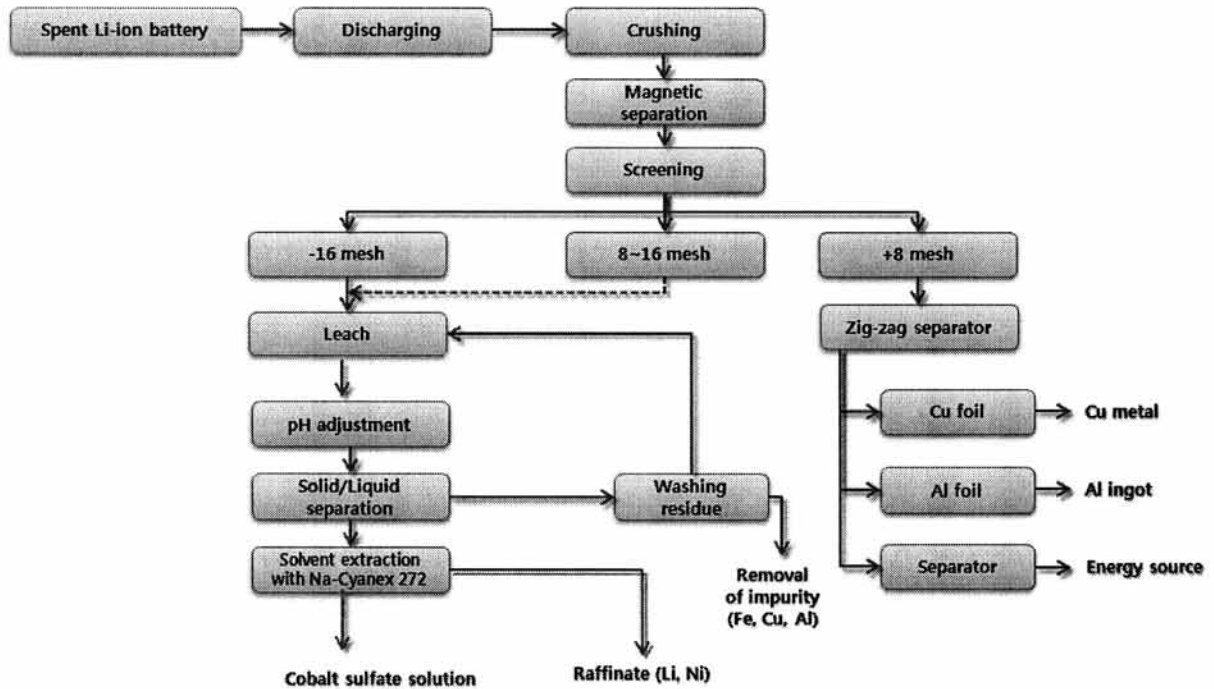 Spent Li-ion battery
Discharging
Crushing
Magnetic
separation
Screening
-16 mesh
8~16 mesh
+8 mesh
Leach
Zig-zag separator
pH adjustment
Cu foil
Cu metal
Solid/Liquid
separation
Washing
residue
Al foil
Al ingot
Solvent extraction
with Na-Cyanex 272
Separator
Energy source
Removal
of impurity
(Fe, Cu, Al)
Cobalt sulfate solution
Raffinate (Li, Ni)